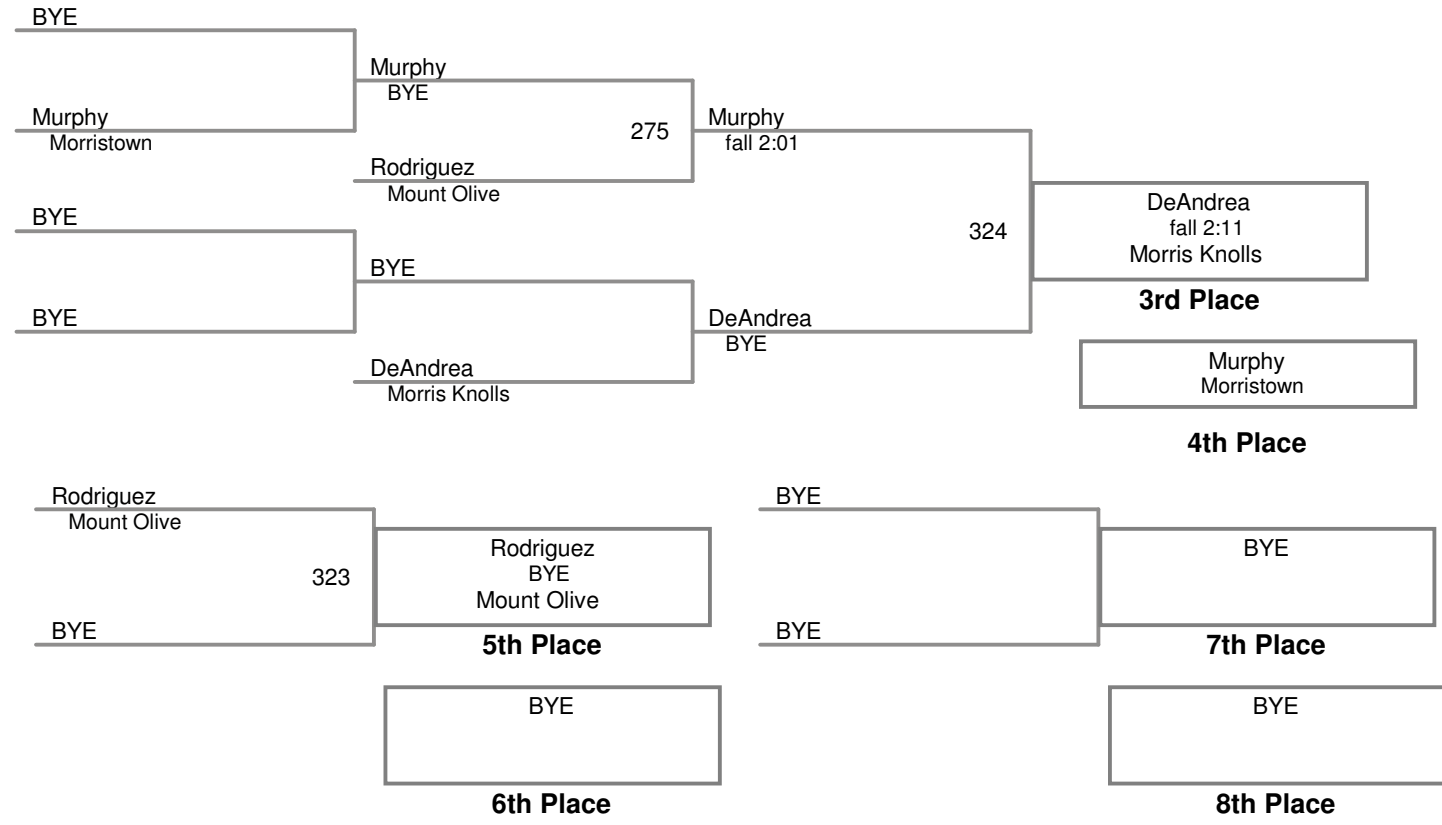 BYE
Murphy
BYE
Murphy
Morristown
275
Murphy
fall 2:01
Rodriguez
Mount Olive
BYE
BYE
BYE
DeAndrea
Morris Knolls
DeAndrea
BYE
324
DeAndrea
fall 2:11
Morris Knolls
3rd Place
Murphy
Morristown
4th Place
Rodriguez
Mount Olive
323
BYE
Rodriguez
BYE
Mount Olive
5th Place
BYE
6th Place
BYE
BYE
BYE
7th Place
BYE
8th Place